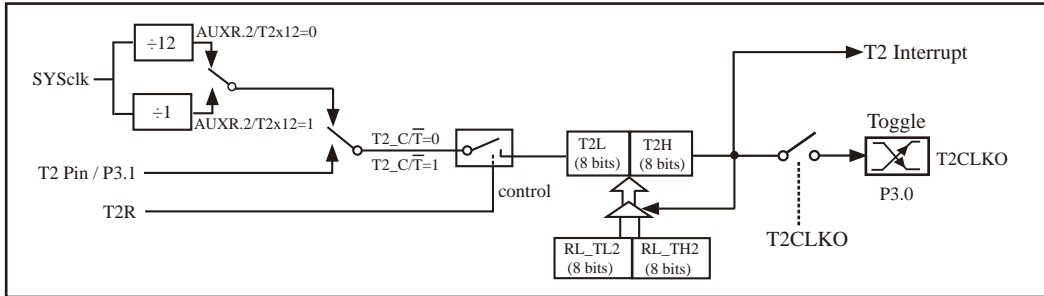 ÷12
AUXR.2/T2x12=0
SYSclk
÷1
AUXR.2/T2x12=1
T2 Interrupt
Toggle
T2_C/T̅=0
T2_C/T̅=1
T2L
(8 bits)
T2H
(8 bits)
T2CLKO
T2 Pin / P3.1
control
P3.0
T2R
T2CLKO
RL_TL2
(8 bits)
RL_TH2
(8 bits)